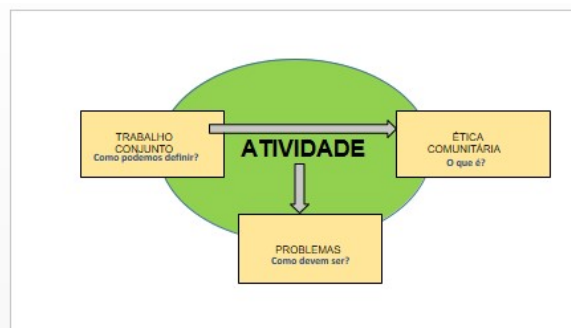 TRABALHO
CONJUNTO
Como podemos definir?
ATIVIDADE
ÉTICA
COMUNITÁRIA
O que é?
PROBLEMAS
Como devem ser?